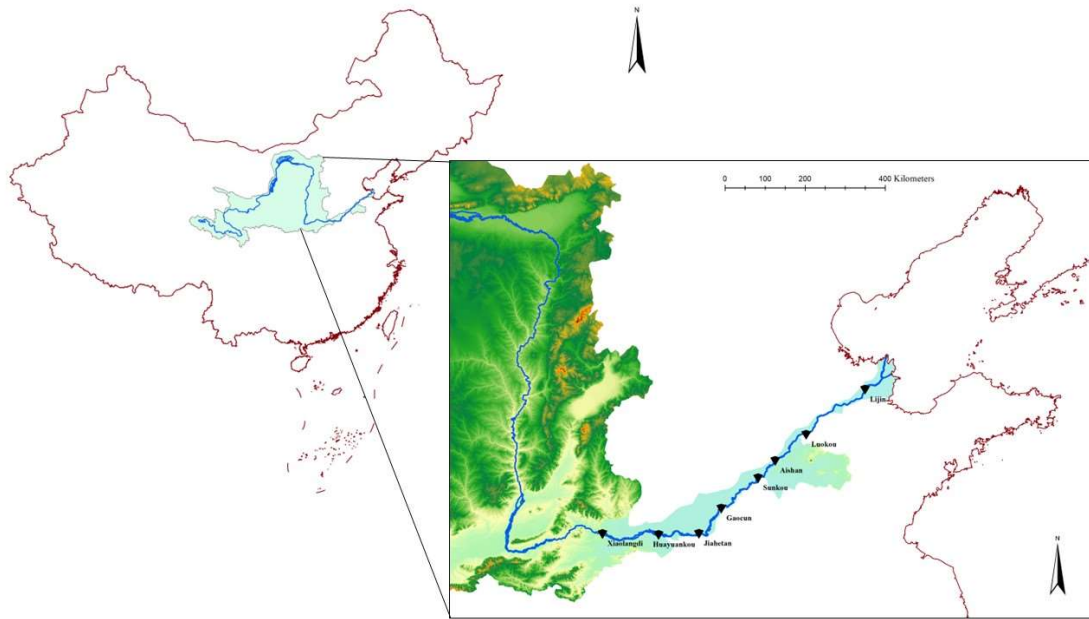 N
0 100 200 400 Kilometers
Lijin
Luokou
Aishan
Sunkou
Gaocun
Xiaolangdi Huayuankou Jiahetan
N